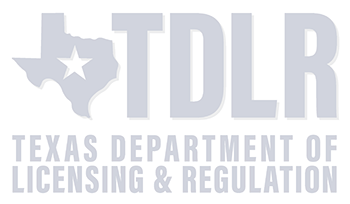 TDLR
TEXAS DEPARTMENT OF
LICENSING & REGULATION